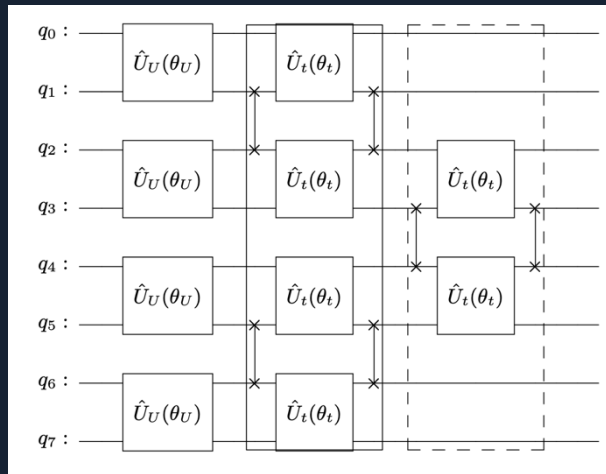 q₀ :
Û_U(θ_U) Û_t(θ_t)
q₁ :
q₂ :
Û_U(θ_U) Û_t(θ_t) Û_t(θ_t)
q₃ :
q₄ :
Û_U(θ_U) Û_t(θ_t) Û_t(θ_t)
q₅ :
q₆ :
Û_U(θ_U) Û_t(θ_t)
q₇ :